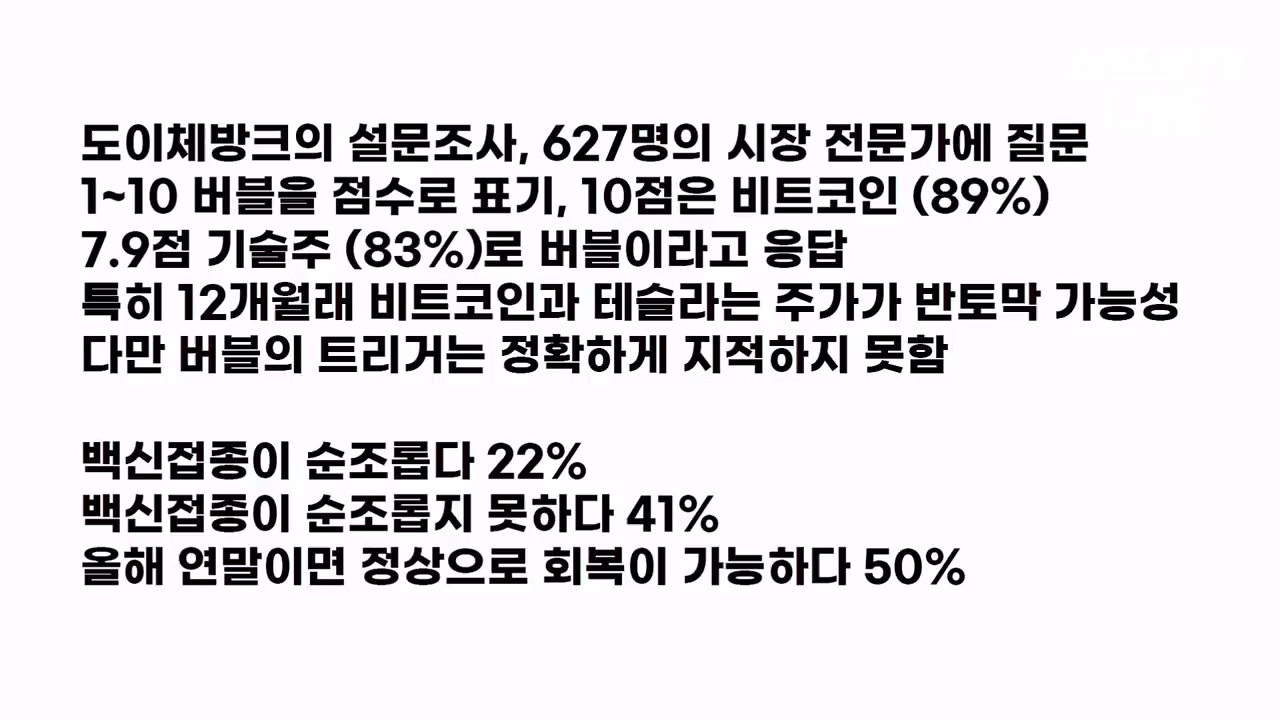 LIVE
도이체방크의 설문조사, 627명의 시장 전문가에 질문
1~10 버블을 점수로 표기, 10점은 비트코인 (89%)
7.9점 기술주 (83%)로 버블이라고 응답
특히 12개월래 비트코인과 테슬라는 주가가 반토막 가능성
다만 버블의 트리거는 정확하게 지적하지 못함
백신접종이 순조롭다 22%
백신접종이 순조롭지 못하다 41%
올해 연말이면 정상으로 회복이 가능하다 50%